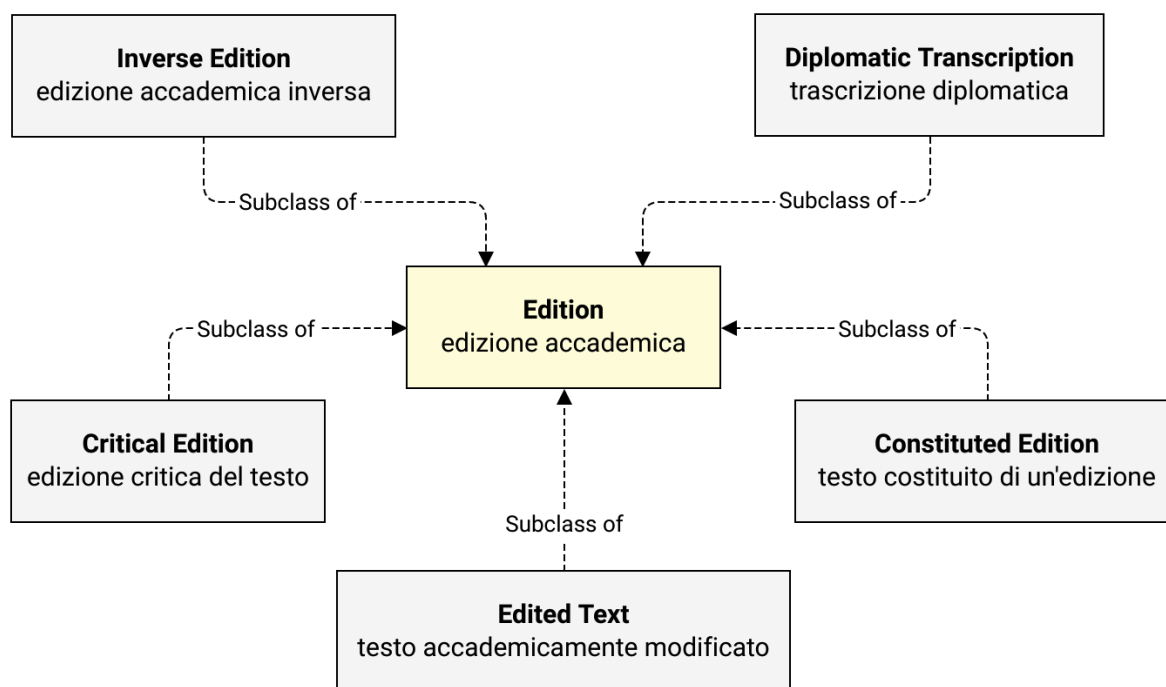 Inverse Edition
edizione accademica inversa
Diplomatic Transcription
trascrizione diplomatica
Subclass of
Subclass of
Edition
edizione accademica
Subclass of
Subclass of
Critical Edition
edizione critica del testo
Constituted Edition
testo costituito di un'edizione
Subclass of
Edited Text
testo accademicamente modificato